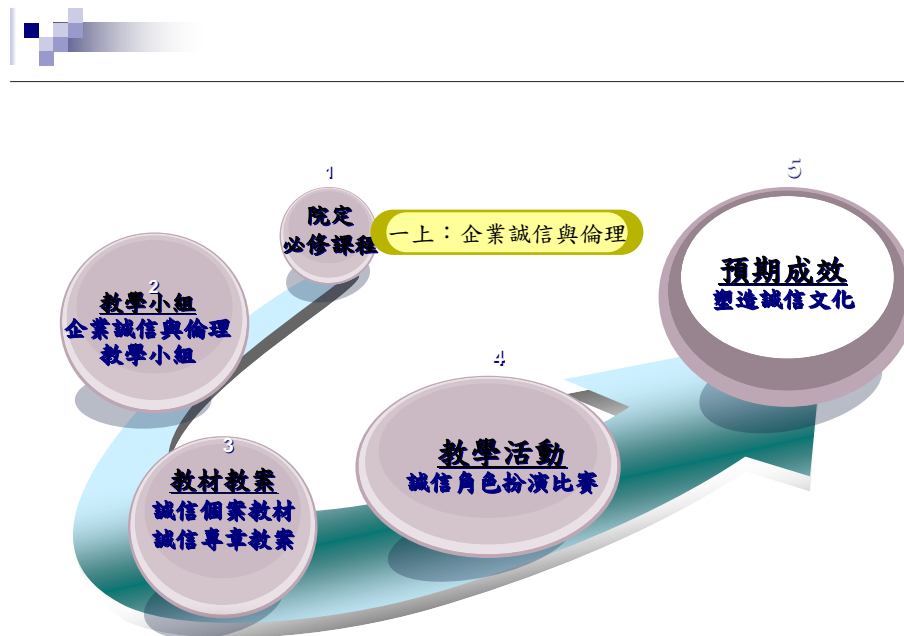 1
院定
必修課程
一上：企業誠信與倫理
2
教學小組
企業誠信與倫理
教學小組
3
教材教案
誠信個案教材
誠信專章教案
4
教學活動
誠信角色扮演比賽
5
預期成效
塑造誠信文化